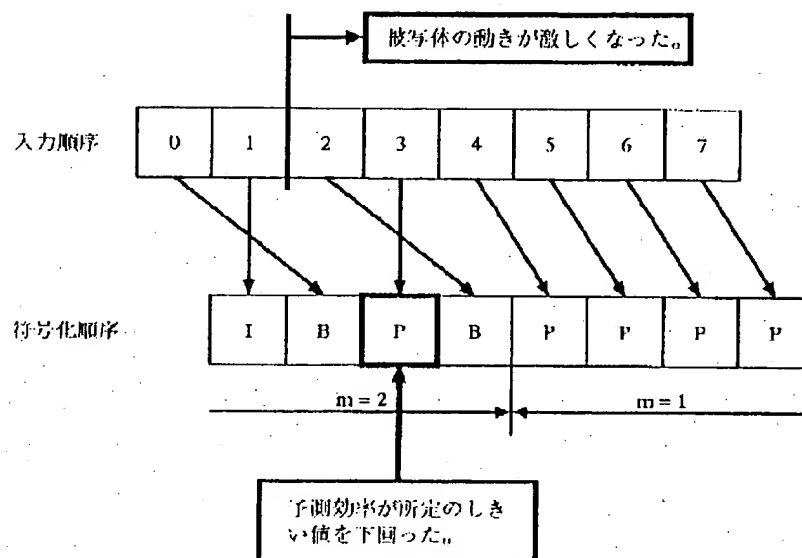 被写体の動きが激しくなった。
入力順序 0 1 2 3 4 5 6 7
符号化順序 I B P B P P P P
m = 2 m = 1
予測効率が所定のしき
い値を下回った。